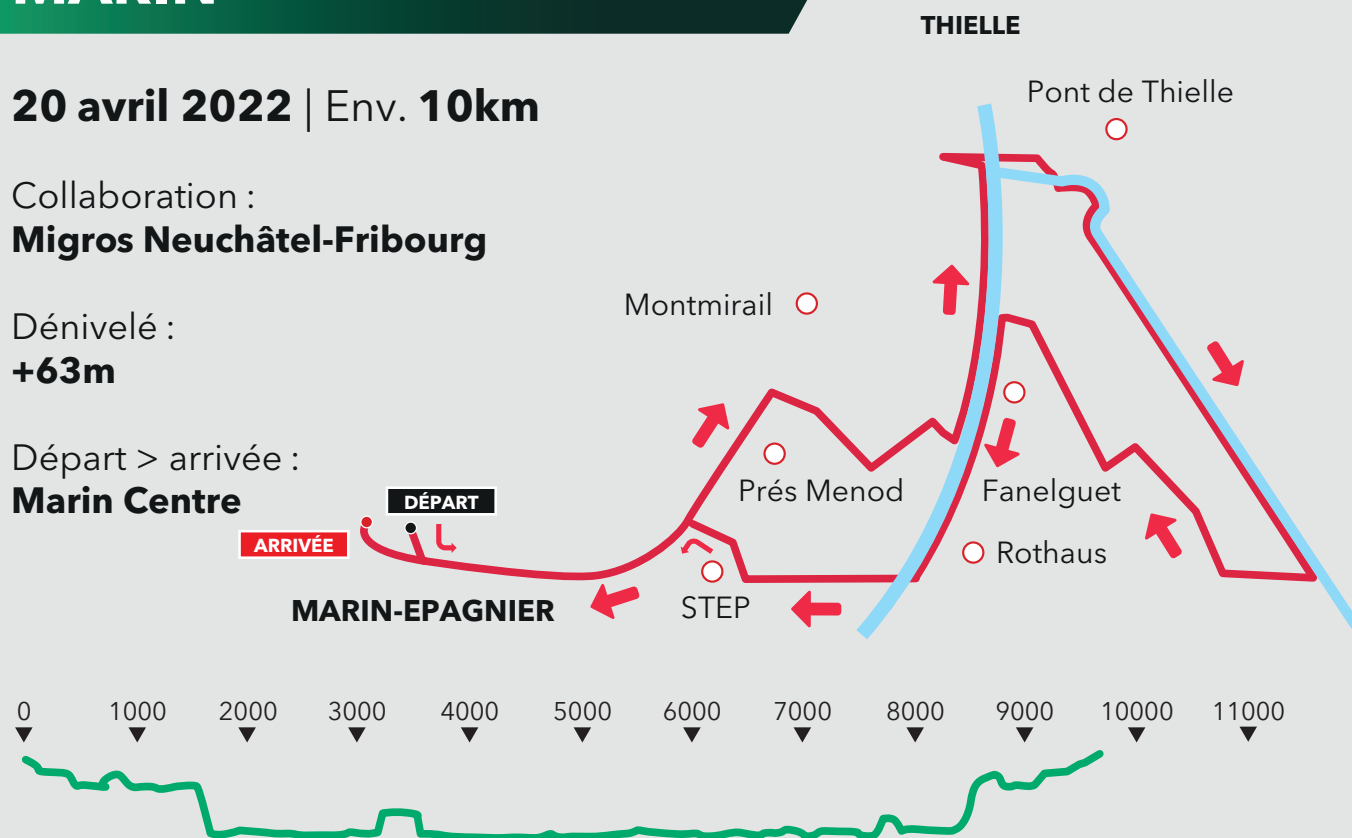 MARIN
THIELLE
20 avril 2022 | Env. 10km
Pont de Thielle
Collaboration :
Migros Neuchâtel-Fribourg
Montmirail
Dénivelé :
+63m
Départ > arrivée :
Marin Centre
DÉPART
Prés Menod
Fanelguet
ARRIVÉE
Rothaus
MARIN-EPAGNIER
STEP
0 1000 2000 3000 4000 5000 6000 7000 8000 9000 10000 11000